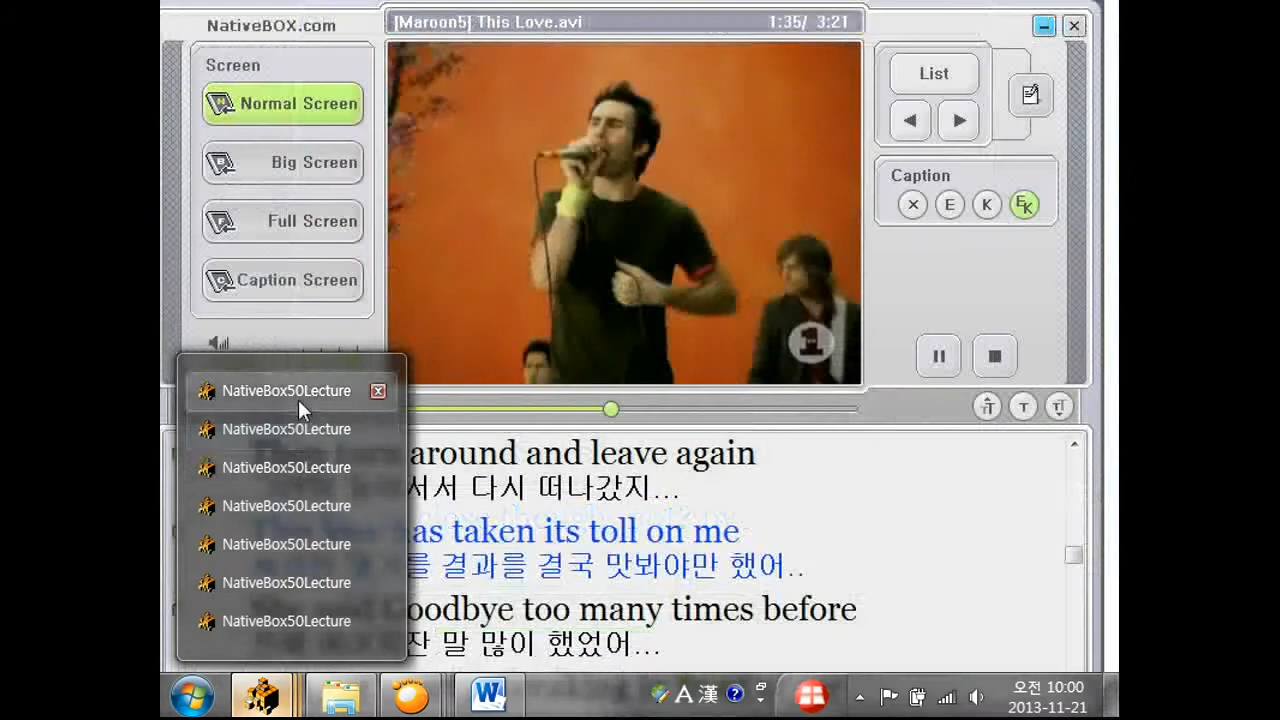 NativeBOX.com
[Maroon5] This Love.avi
1:35/ 3:21
Screen
Normal Screen
Big Screen
Full Screen
Caption Screen
List
Caption
X E K EK
1
T T T
NativeBox50Lecture
NativeBox50Lecture
NativeBox50Lecture
NativeBox50Lecture
NativeBox50Lecture
NativeBox50Lecture
NativeBox50Lecture
around and leave again
서서 다시 떠나갔지...
has taken its toll on me
를 결과를 결국 맛봐야만 했어..
Goodbye too many times before
잔 말 많이 했었어...
W
A 漢 ?
오전 10:00
2013-11-21